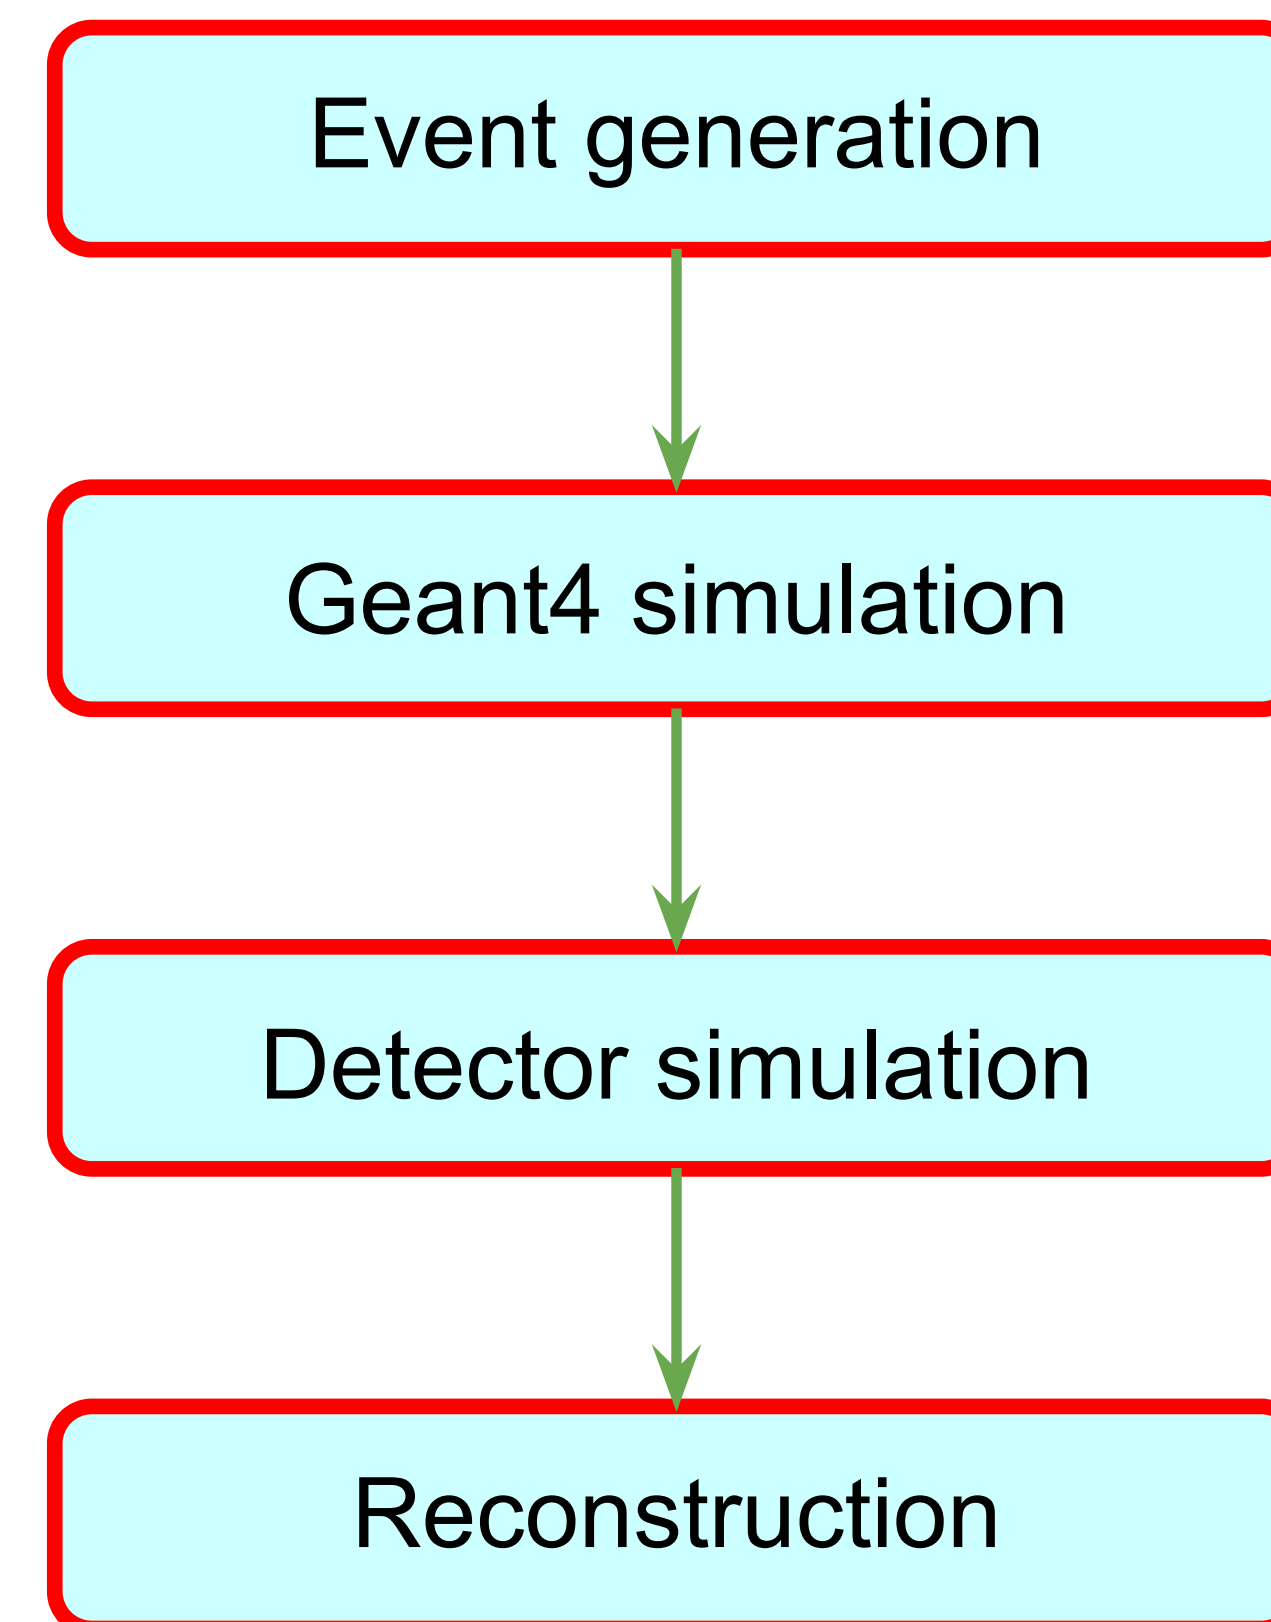 Event generation
Geant4 simulation
Detector simulation
Reconstruction